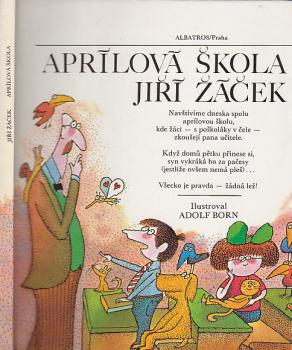 JIŘÍ ŽÁČEK APRÍLOVÁ ŠKOLA
ALBATROS/Praha
APRÍLOVÁ ŠKOLA
JIŘÍ ŽÁČEK
Navštívíme dneska spolu
aprílovou školu,
kde žáci — s poškoláky v čele —
zkoušejí pana učitele.
Když domů pětku přinese si,
syn vykráká ho za pačesy
(jestliže ovšem nemá pleš) . . .
Všecko je pravda — žádná lež!
Ilustroval
ADOLF BORN